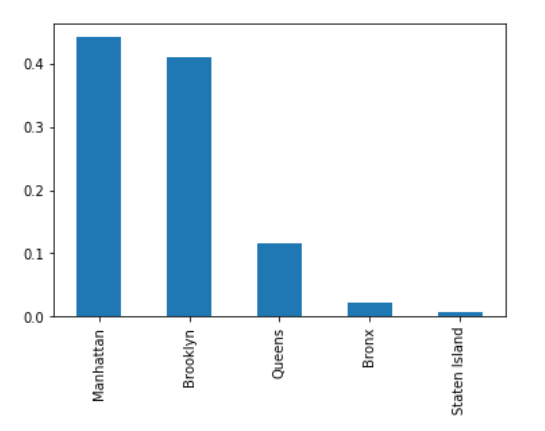 0.4
0.3
0.2
0.1
0.0
Manhattan
Brooklyn
Queens
Bronx
Staten Island